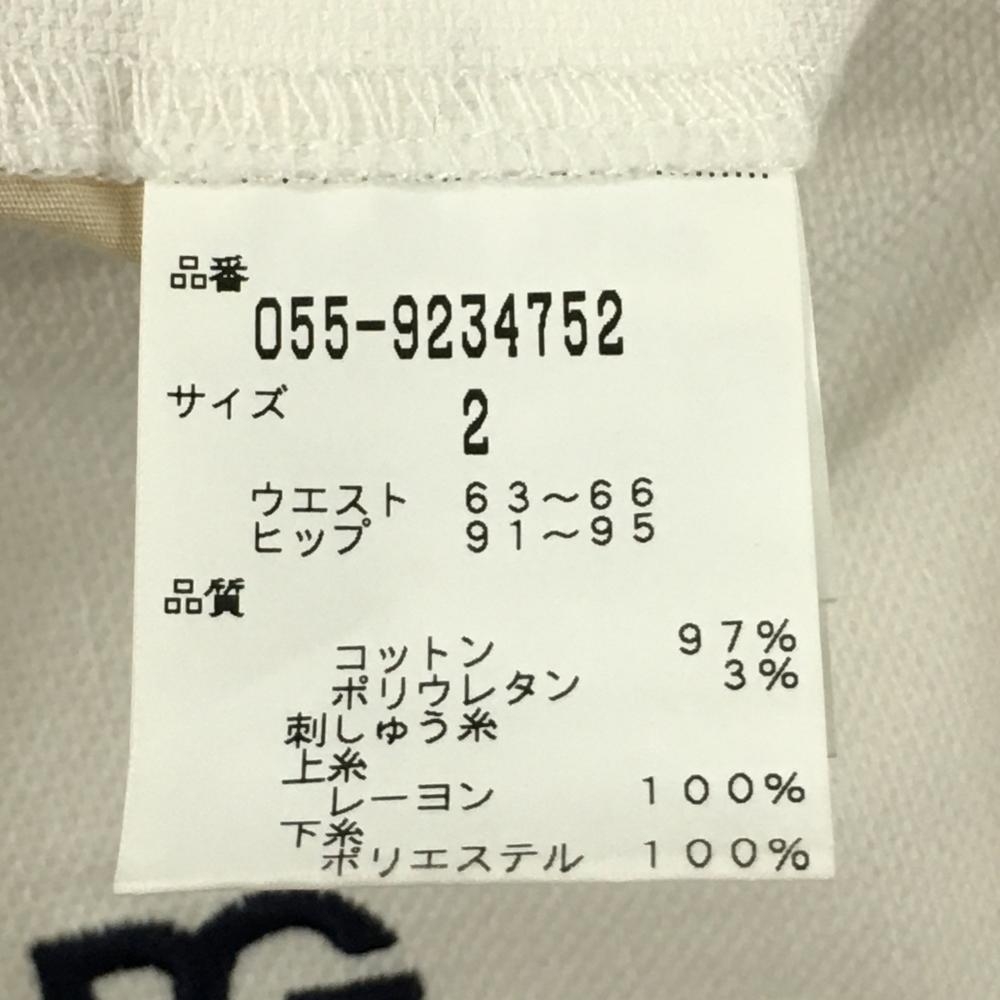 品番
055-9234752
サイズ 2
ウエスト 63～66
ヒップ 91～95
品質
コットン 97%
ポリウレタン 3%
刺しゅう糸
上糸
レーヨン 100%
下糸
ポリエステル 100%